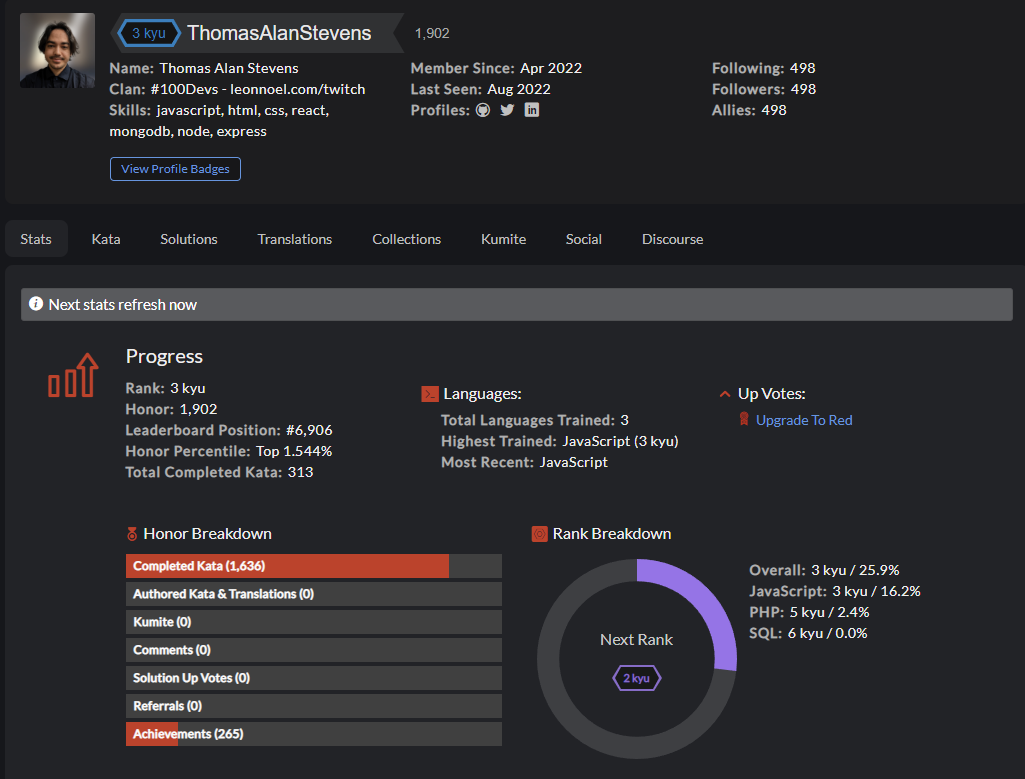 3 kyu ThomasAlanStevens 1,902
Name: Thomas Alan Stevens
Clan: #100Devs - leonnoel.com/twitch
Skills: javascript, html, css, react,
mongodb, node, express
Member Since: Apr 2022
Last Seen: Aug 2022
Profiles:
Following: 498
Followers: 498
Allies: 498
View Profile Badges
Stats Kata Solutions Translations Collections Kumite Social Discourse
Next stats refresh now
Progress
Rank: 3 kyu
Honor: 1,902
Leaderboard Position: #6,906
Honor Percentile: Top 1.544%
Total Completed Kata: 313
Languages:
Total Languages Trained: 3
Highest Trained: JavaScript (3 kyu)
Most Recent: JavaScript
Up Votes:
Upgrade To Red
Honor Breakdown
Completed Kata (1,636)
Authored Kata & Translations (0)
Kumite (0)
Comments (0)
Solution Up Votes (0)
Referrals (0)
Achievements (265)
Rank Breakdown
Next Rank
2 kyu
Overall: 3 kyu / 25.9%
JavaScript: 3 kyu / 16.2%
PHP: 5 kyu / 2.4%
SQL: 6 kyu / 0.0%